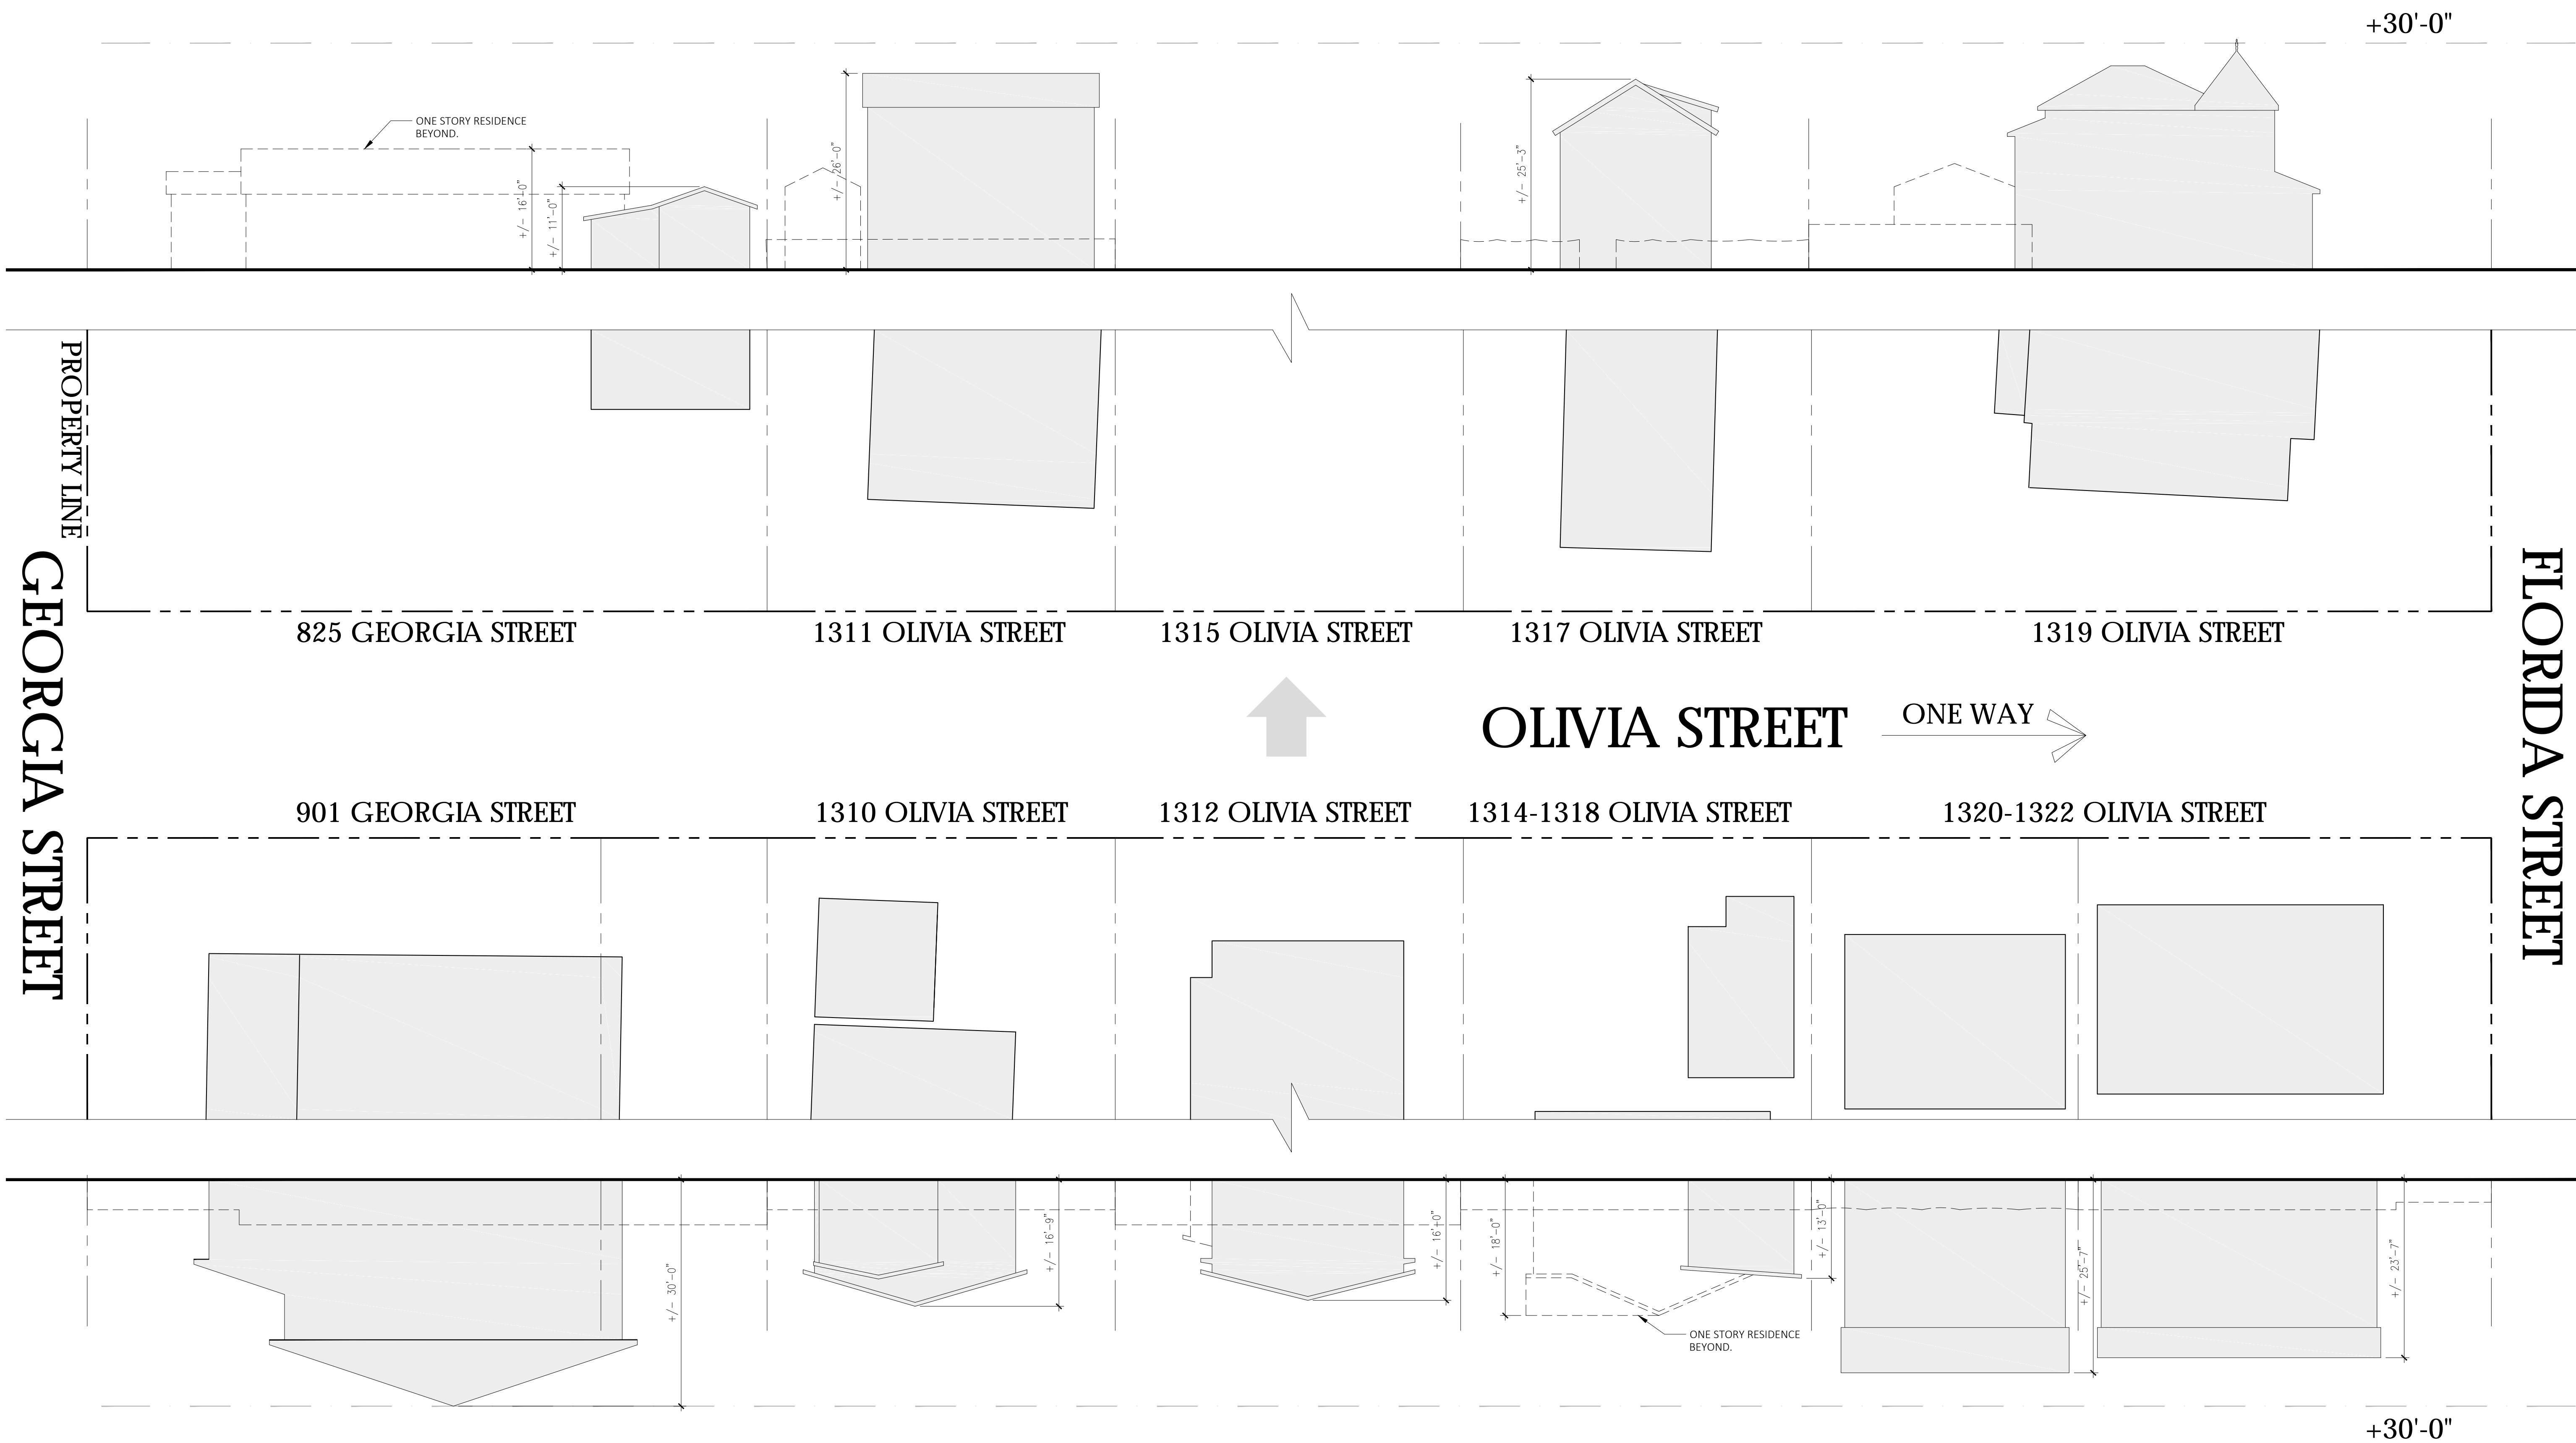 +30'-0"
ONE STORY RESIDENCE
BEYOND.
+/- 16'-0"
+/- 11'-0"
+/- 26'-0"
+/- 25'-3"
PROPERTY LINE
GEORGIA STREET
FLORIDA STREET
825 GEORGIA STREET
1311 OLIVIA STREET
1315 OLIVIA STREET
1317 OLIVIA STREET
1319 OLIVIA STREET
OLIVIA STREET
ONE WAY
901 GEORGIA STREET
1310 OLIVIA STREET
1312 OLIVIA STREET
1314-1318 OLIVIA STREET
1320-1322 OLIVIA STREET
+/- 30'-0"
+/- 16'-9"
+/- 16'-0"
+/- 18'-0"
+/- 13'-0"
+/- 25'-7"
+/- 23'-7"
ONE STORY RESIDENCE
BEYOND.
+30'-0"